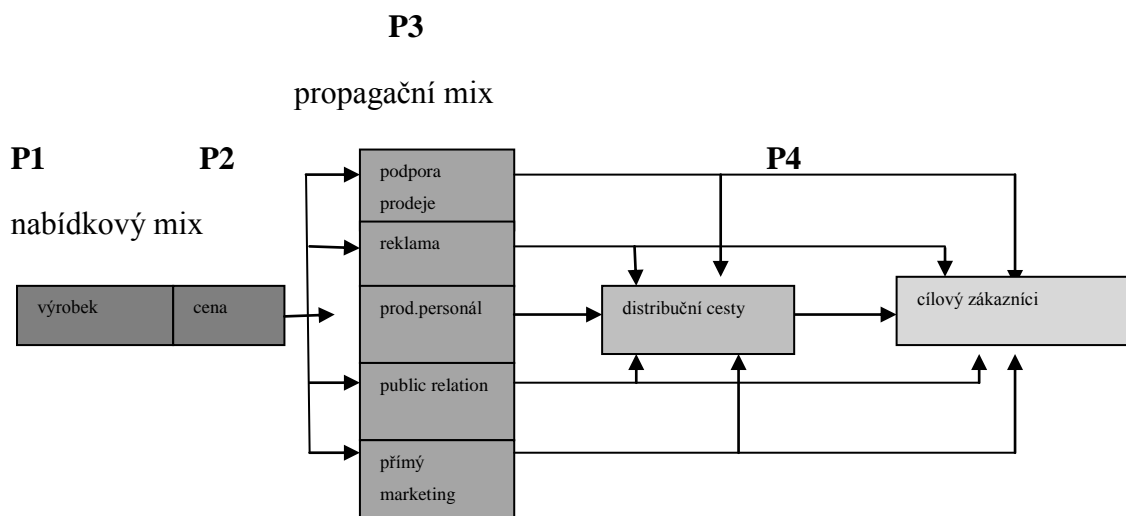 P3
propagační mix
P1 P2 P4
nabídkový mix
podpora
prodeje
reklama
výrobek cena prod.personál distribuční cesty cílový zákazníci
public relation
přímý
marketing